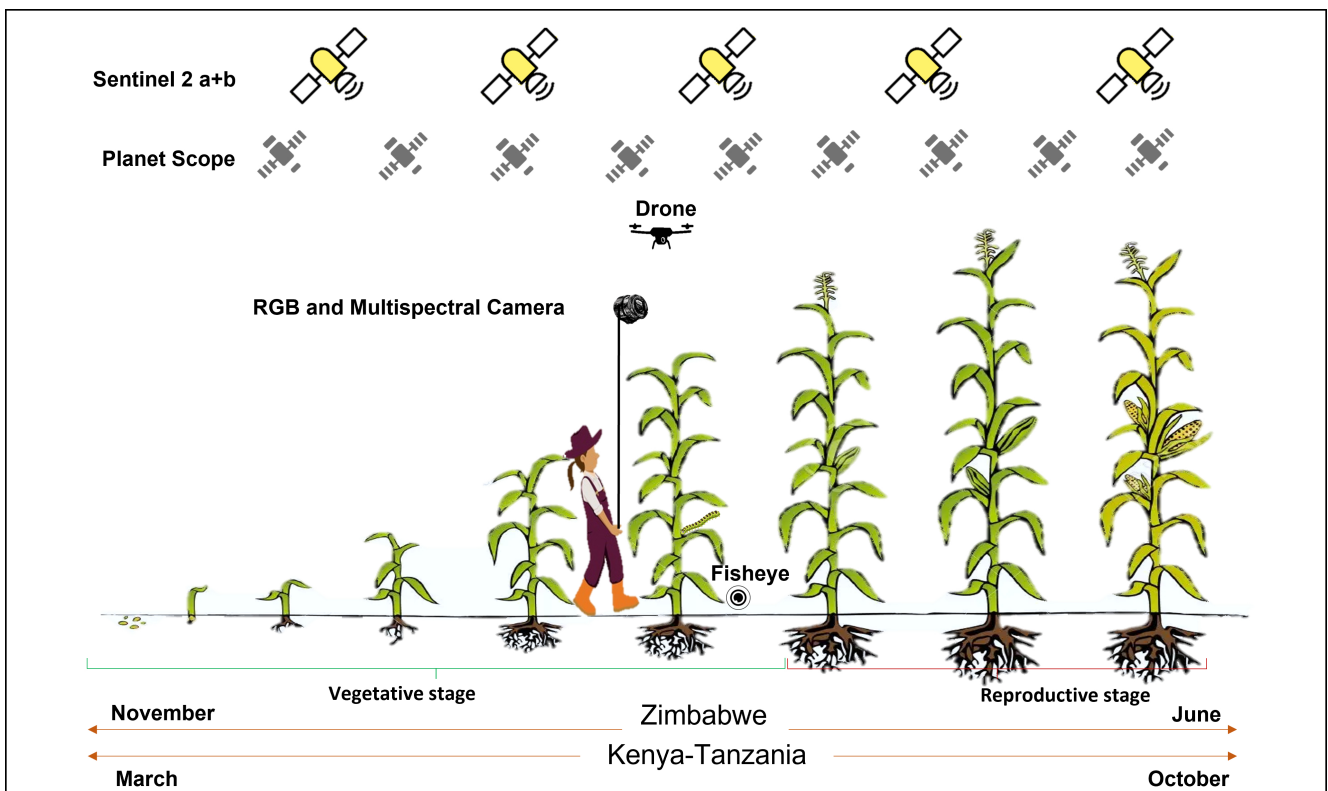 Sentinel 2 a+b
Planet Scope
Drone
RGB and Multispectral Camera
Fisheye
Vegetative stage
Reproductive stage
November
Zimbabwe
June
Kenya-Tanzania
March
October